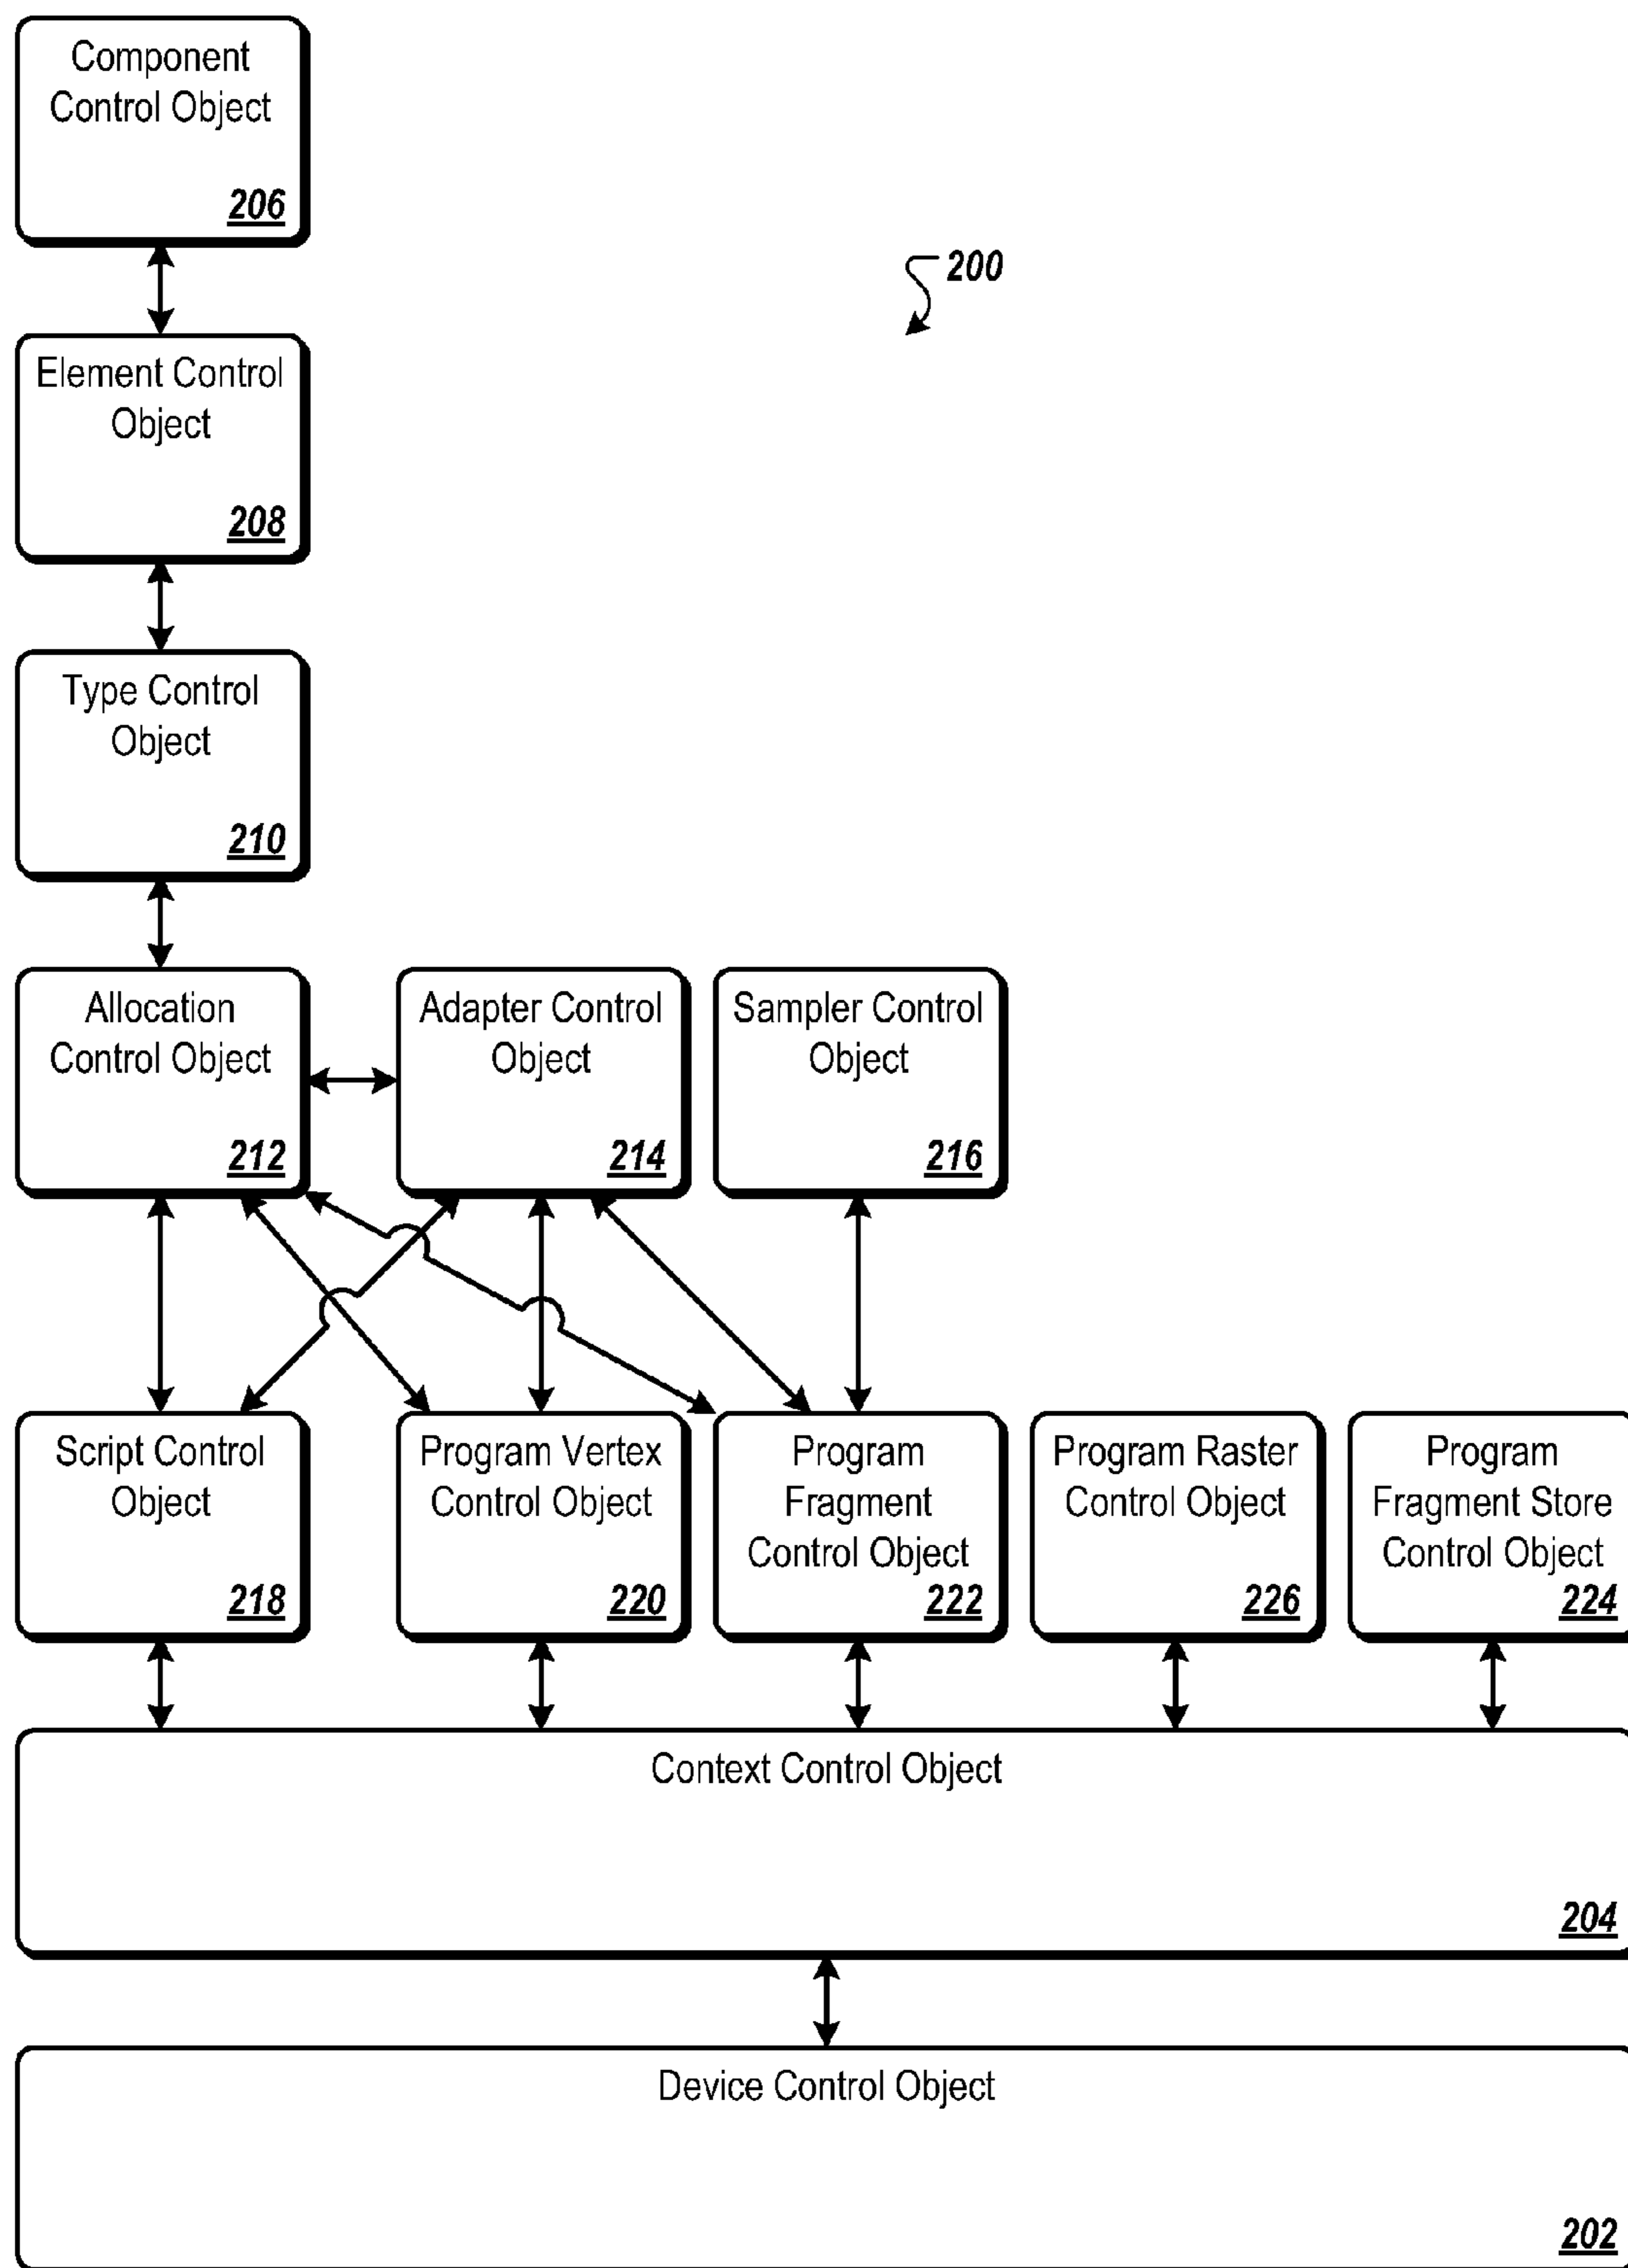 Component
Control Object
206
200
Element Control
Object
208
Type Control
Object
210
Allocation
Control Object
212
Adapter Control
Object
214
Sampler Control
Object
216
Script Control
Object
218
Program Vertex
Control Object
220
Program
Fragment
Control Object
222
Program Raster
Control Object
226
Program
Fragment Store
Control Object
224
Context Control Object
204
Device Control Object
202